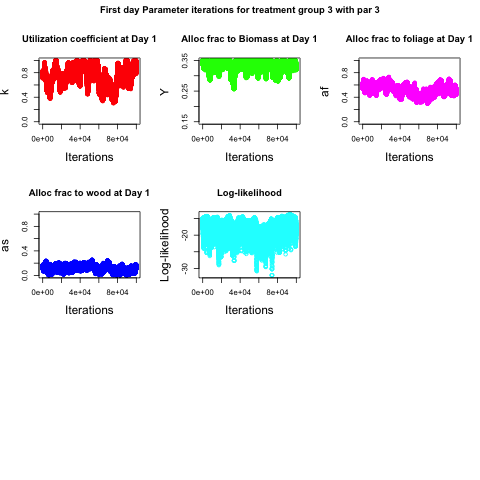 First day Parameter iterations for treatment group 3 with par 3
Utilization coefficient at Day 1
k
0.0 0.4 0.8
0e+00 4e+04 8e+04
Iterations
Alloc frac to Biomass at Day 1
Y
0.15 0.25 0.35
0e+00 4e+04 8e+04
Iterations
Alloc frac to foliage at Day 1
af
0.0 0.4 0.8
0e+00 4e+04 8e+04
Iterations
Alloc frac to wood at Day 1
as
0.0 0.4 0.8
0e+00 4e+04 8e+04
Iterations
Log-likelihood
Log-likelihood
-30 -20
0e+00 4e+04 8e+04
Iterations